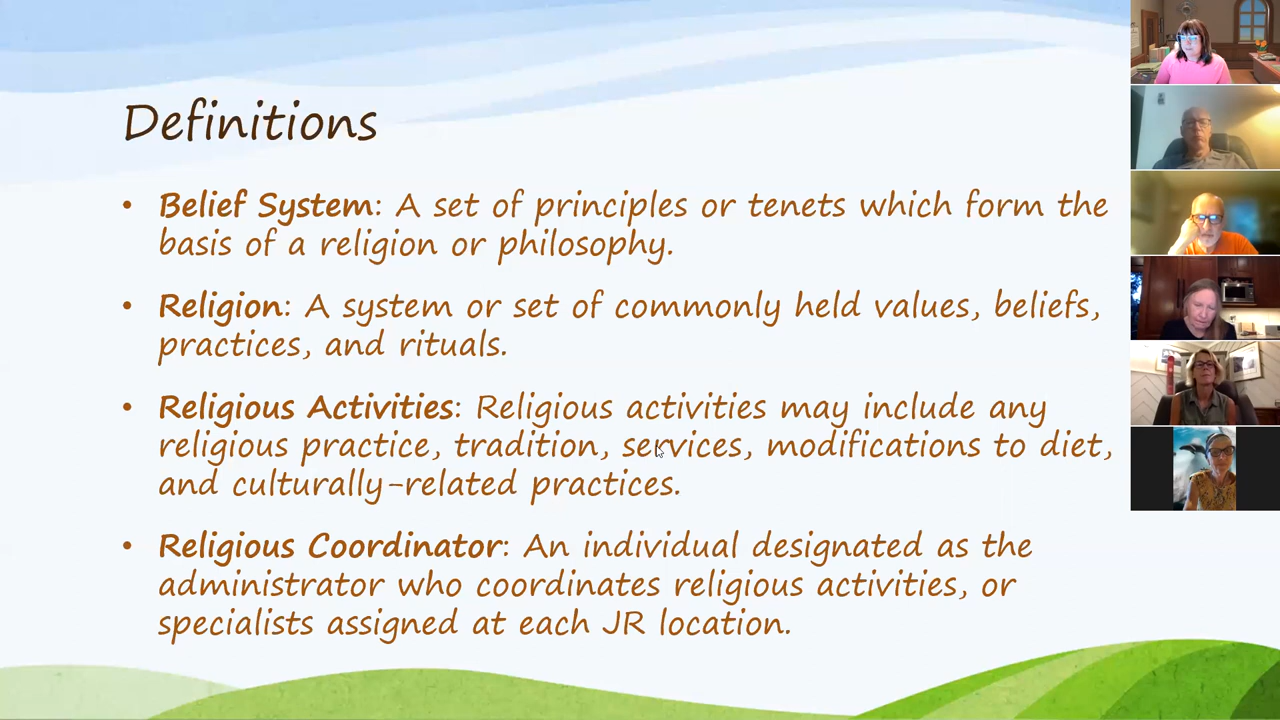 Definitions
• Belief System: A set of principles or tenets which form the
basis of a religion or philosophy.
• Religion: A system or set of commonly held values, beliefs,
practices, and rituals.
• Religious Activities: Religious activities may include any
religious practice, tradition, services, modifications to diet,
and culturally-related practices.
• Religious Coordinator: An individual designated as the
administrator who coordinates religious activities, or
specialists assigned at each JR location.